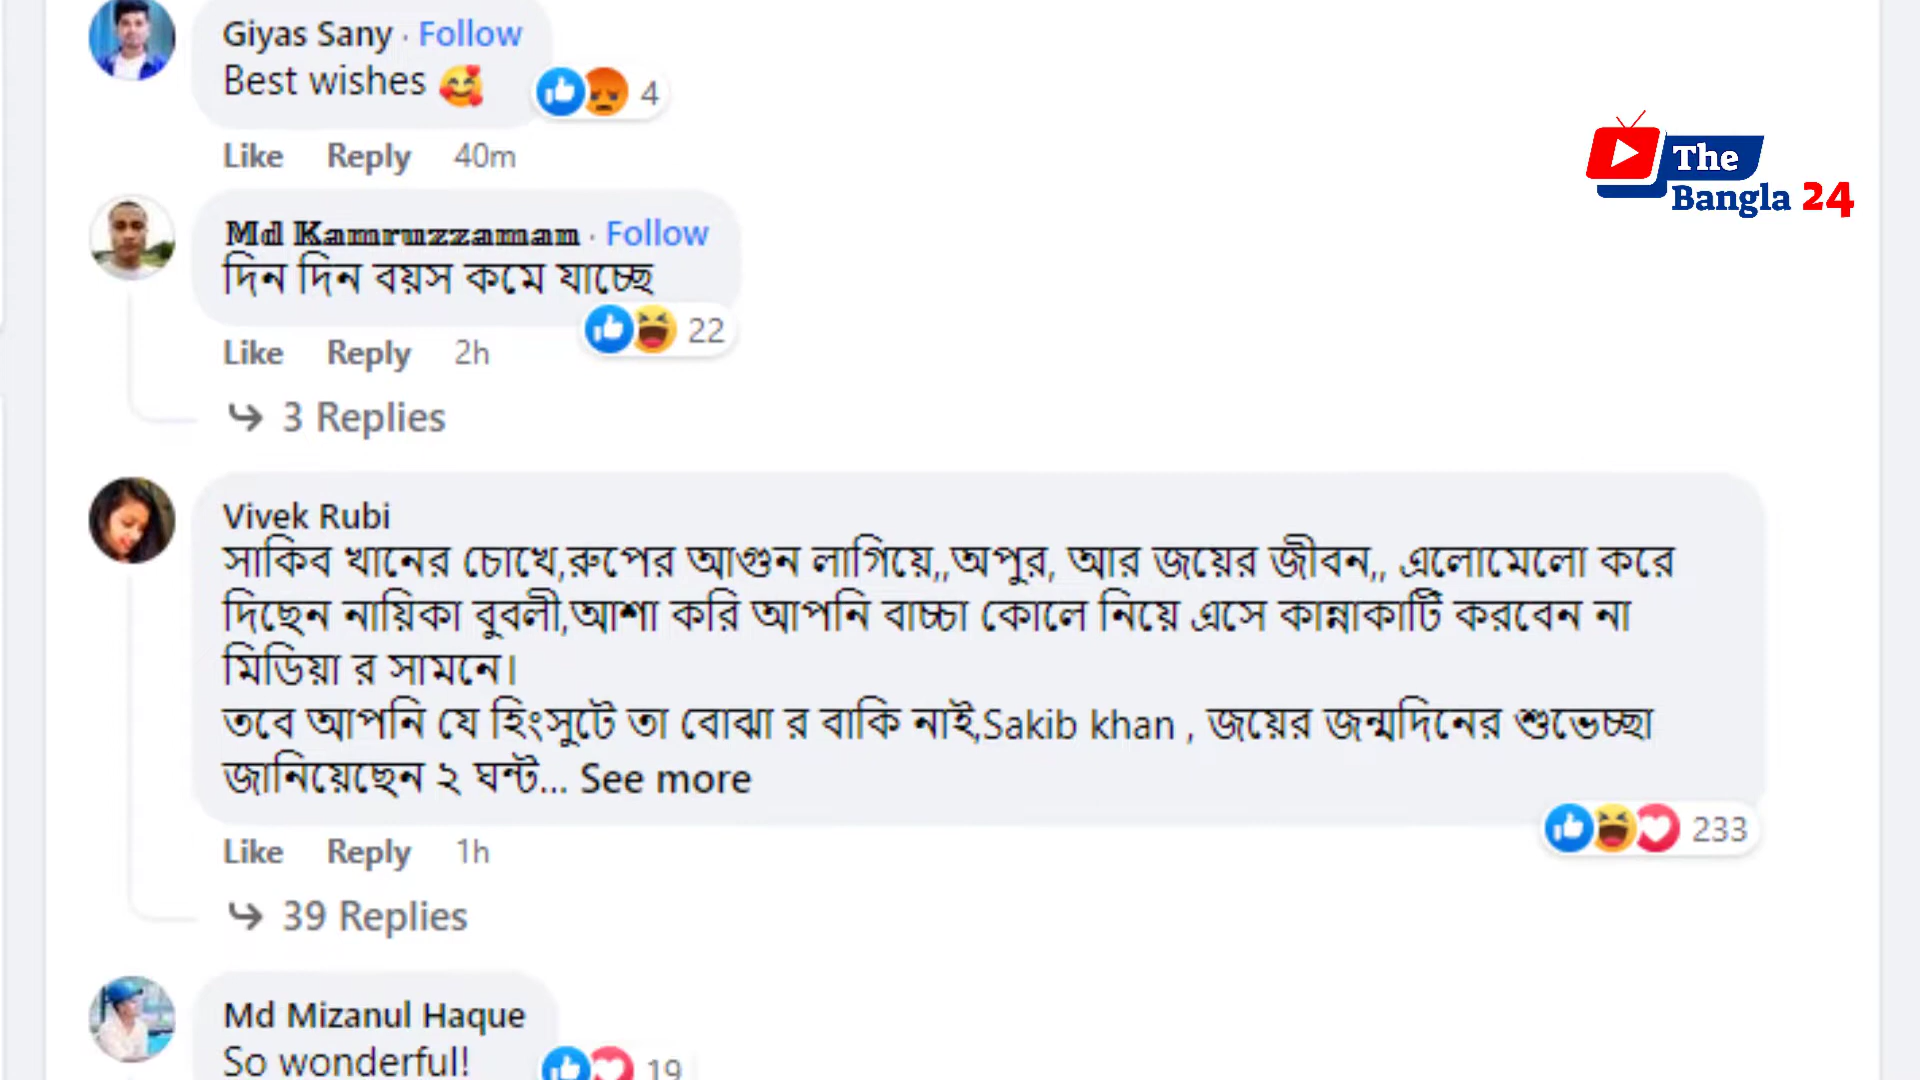 Giyas Sany · Follow
Best wishes 🥰
4
Like Reply 40m
The
Bangla 24
Md Kamruzzaman · Follow
দিন দিন বয়স কমে যাচ্ছে
22
Like Reply 2h
3 Replies
Vivek Rubi
সাকিব খানের চোখে,রুপের আগুন লাগিয়ে,,অপুর, আর জয়ের জীবন,, এলোমেলো করে
দিছেন নায়িকা বুবলী,আশা করি আপনি বাচ্চা কোলে নিয়ে এসে কান্নাকাটি করবেন না
মিডিয়া র সামনে।
তবে আপনি যে হিংসুটে তা বোঝা র বাকি নাই,Sakib khan , জয়ের জন্মদিনের শুভেচ্ছা
জানিয়েছেন ২ ঘন্ট... See more
233
Like Reply 1h
39 Replies
Md Mizanul Haque
So wonderful!
19